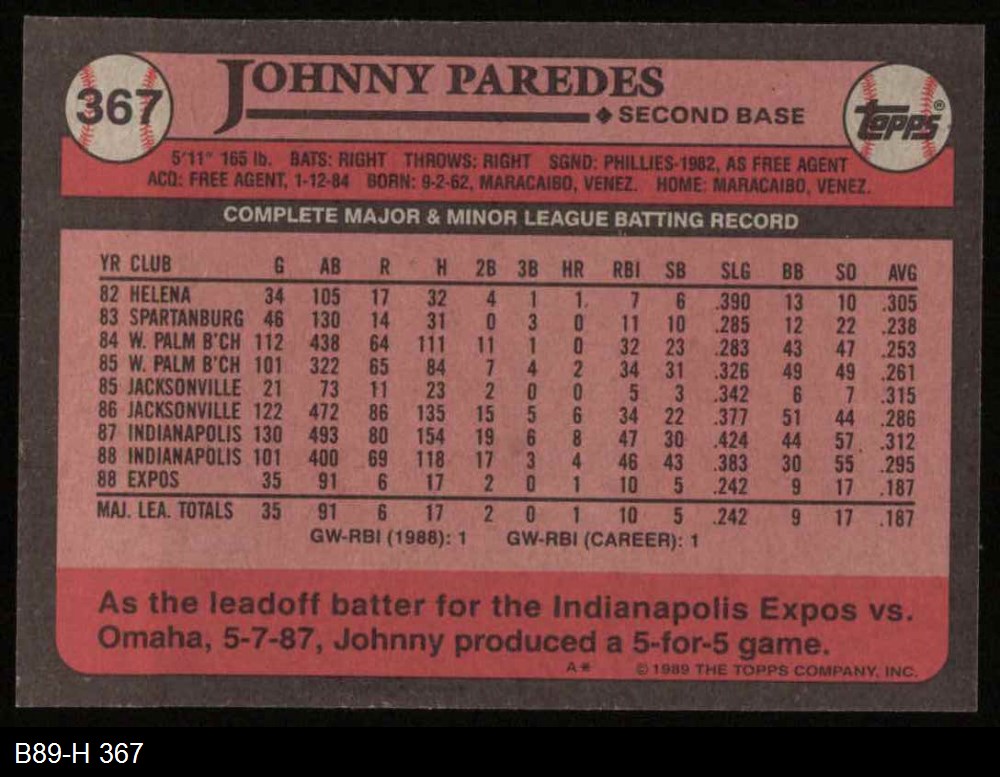 367
JOHNNY PAREDES
◆ SECOND BASE
TOPPS®
5'11" 165 lb. BATS: RIGHT THROWS: RIGHT SGND: PHILLIES-1982, AS FREE AGENT
ACQ: FREE AGENT, 1-12-84 BORN: 9-2-62, MARACAIBO, VENEZ. HOME: MARACAIBO, VENEZ.
COMPLETE MAJOR & MINOR LEAGUE BATTING RECORD
YR CLUB G AB R H 2B 3B HR RBI SB SLG BB SO AVG
82 HELENA 34 105 17 32 4 1 1 7 6 .390 13 10 .305
83 SPARTANBURG 46 130 14 31 0 3 0 11 10 .285 12 22 .238
84 W. PALM B'CH 112 438 64 111 11 1 0 32 23 .283 43 47 .253
85 W. PALM B'CH 101 322 65 84 7 4 2 34 31 .326 49 49 .261
85 JACKSONVILLE 21 73 11 23 2 0 0 5 3 .342 6 7 .315
86 JACKSONVILLE 122 472 86 135 15 5 6 34 22 .377 51 44 .286
87 INDIANAPOLIS 130 493 80 154 19 6 8 47 30 .424 44 57 .312
88 INDIANAPOLIS 101 400 69 118 17 3 4 46 43 .383 30 55 .295
88 EXPOS 35 91 6 17 2 0 1 10 5 .242 9 17 .187
MAJ. LEA. TOTALS 35 91 6 17 2 0 1 10 5 .242 9 17 .187
GW-RBI (1988): 1 GW-RBI (CAREER): 1
As the leadoff batter for the Indianapolis Expos vs.
Omaha, 5-7-87, Johnny produced a 5-for-5 game.
A* © 1989 THE TOPPS COMPANY, INC.
B89-H 367